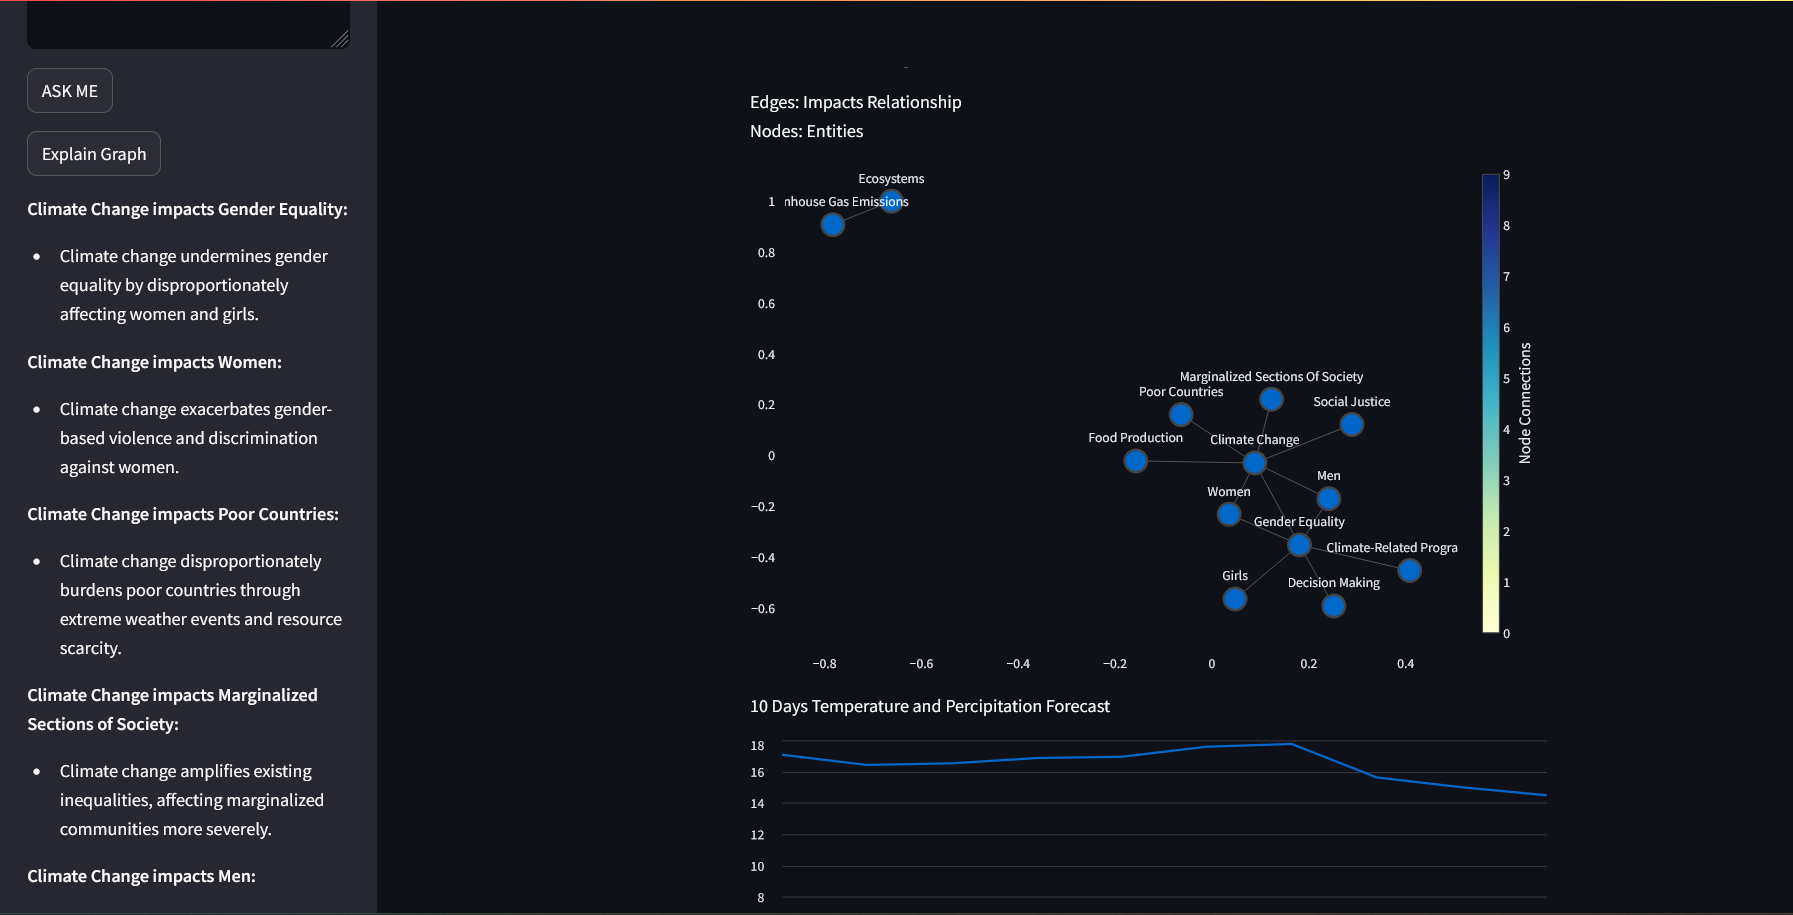 ASK ME
Explain Graph
Climate Change impacts Gender Equality:
Climate change undermines gender
equality by disproportionately
affecting women and girls.
Climate Change impacts Women:
Climate change exacerbates gender-
based violence and discrimination
against women.
Climate Change impacts Poor Countries:
Climate change disproportionately
burdens poor countries through
extreme weather events and resource
scarcity.
Climate Change impacts Marginalized
Sections of Society:
Climate change amplifies existing
inequalities, affecting marginalized
communities more severely.
Climate Change impacts Men:
Edges: Impacts Relationship
Nodes: Entities
Ecosystems
nhouse Gas Emissions
Marginalized Sections Of Society
Poor Countries
Social Justice
Food Production
Climate Change
Men
Women
Gender Equality
Climate-Related Progra
Girls
Decision Making
1
0.8
0.6
0.4
0.2
0
−0.2
−0.4
−0.6
−0.8
−0.6
−0.4
−0.2
0
0.2
0.4
9
8
7
6
5
4
3
2
1
0
Node Connections
10 Days Temperature and Percipitation Forecast
18
16
14
12
10
8